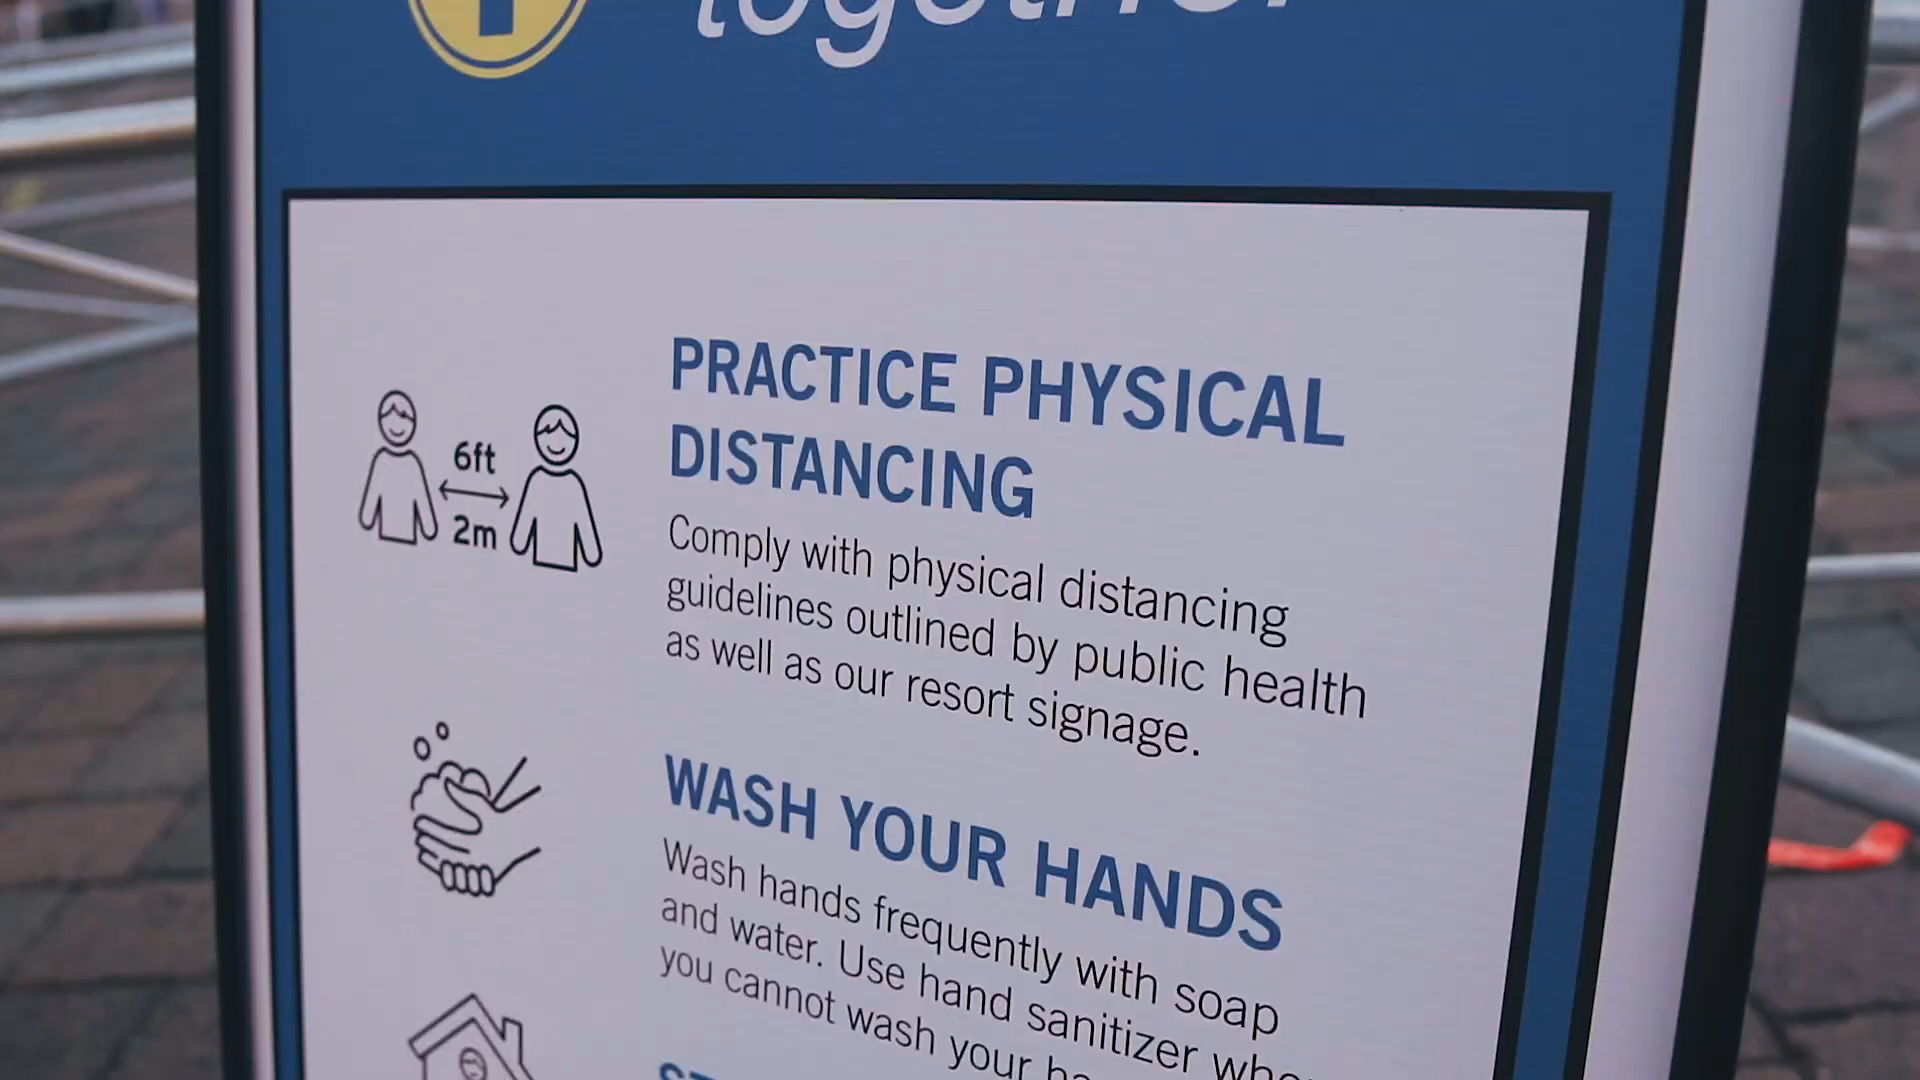 together
PRACTICE PHYSICAL
DISTANCING
6ft
2m
Comply with physical distancing
guidelines outlined by public health
as well as our resort signage.
WASH YOUR HANDS
Wash hands frequently with soap
and water. Use hand sanitizer
you cannot wash your